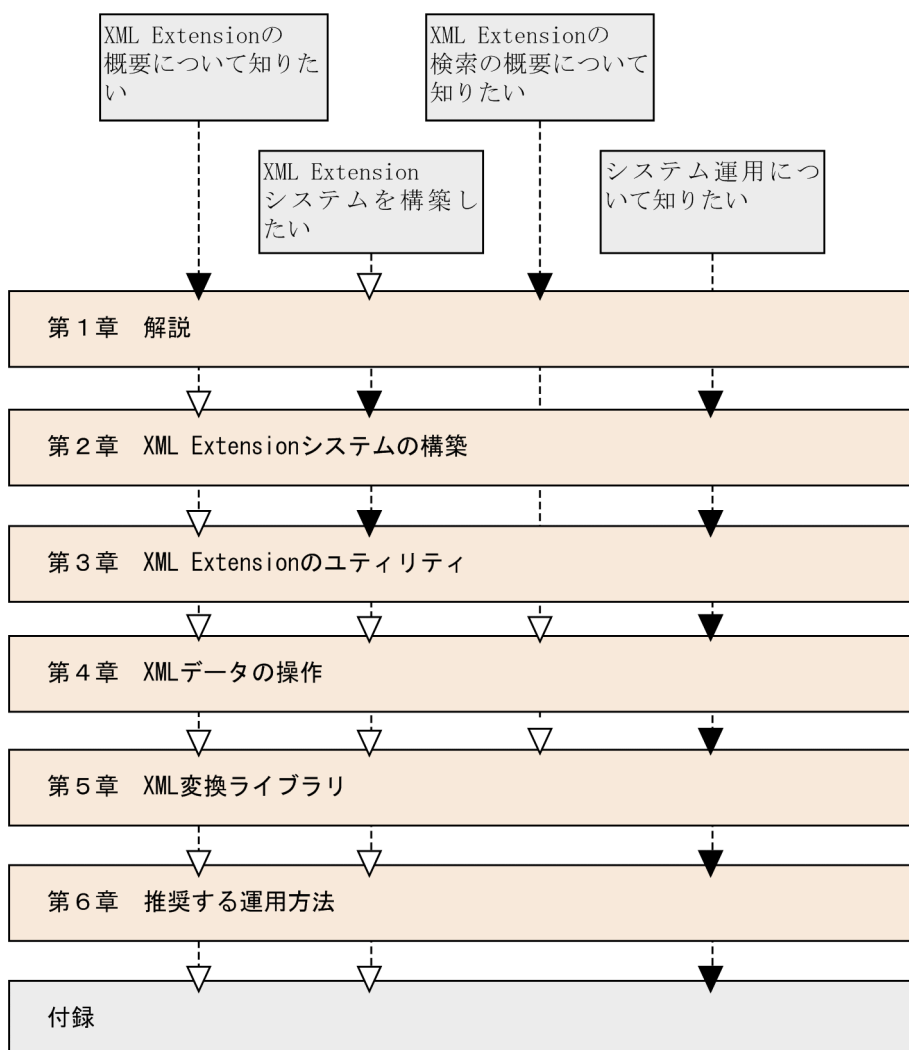 XML Extensionの
概要について知りた
い
XML Extensionの
検索の概要について
知りたい
XML Extension
システムを構築し
たい
システム運用につ
いて知りたい
第１章　解説
第２章　XML Extensionシステムの構築
第３章　XML Extensionのユティリティ
第４章　XMLデータの操作
第５章　XML変換ライブラリ
第６章　推奨する運用方法
付録